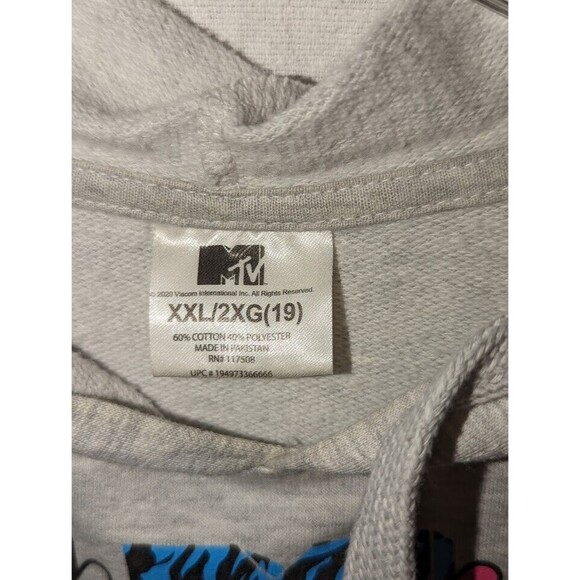 MTV
© 2020 Viacom International Inc. All Rights Reserved.
XXL/2XG(19)
60% COTTON 40% POLYESTER
MADE IN PAKISTAN
RN# 117508
UPC # 194973366666